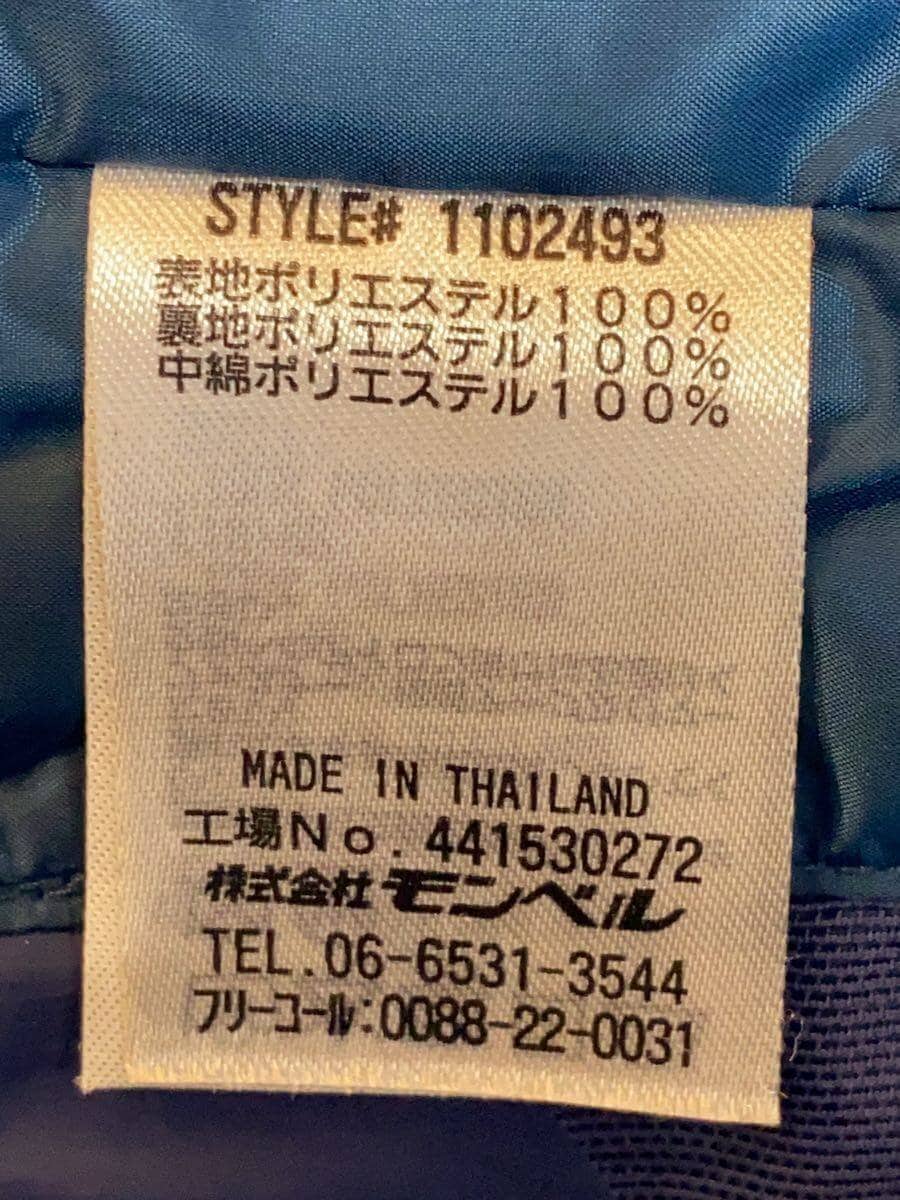 STYLE# 1102493
表地ポリエステル１００％
裏地ポリエステル１００％
中綿ポリエステル１００％
MADE IN THAILAND
工場Ｎｏ．441530272
株式会社モンベル
TEL.06-6531-3544
フリーコール:0088-22-0031